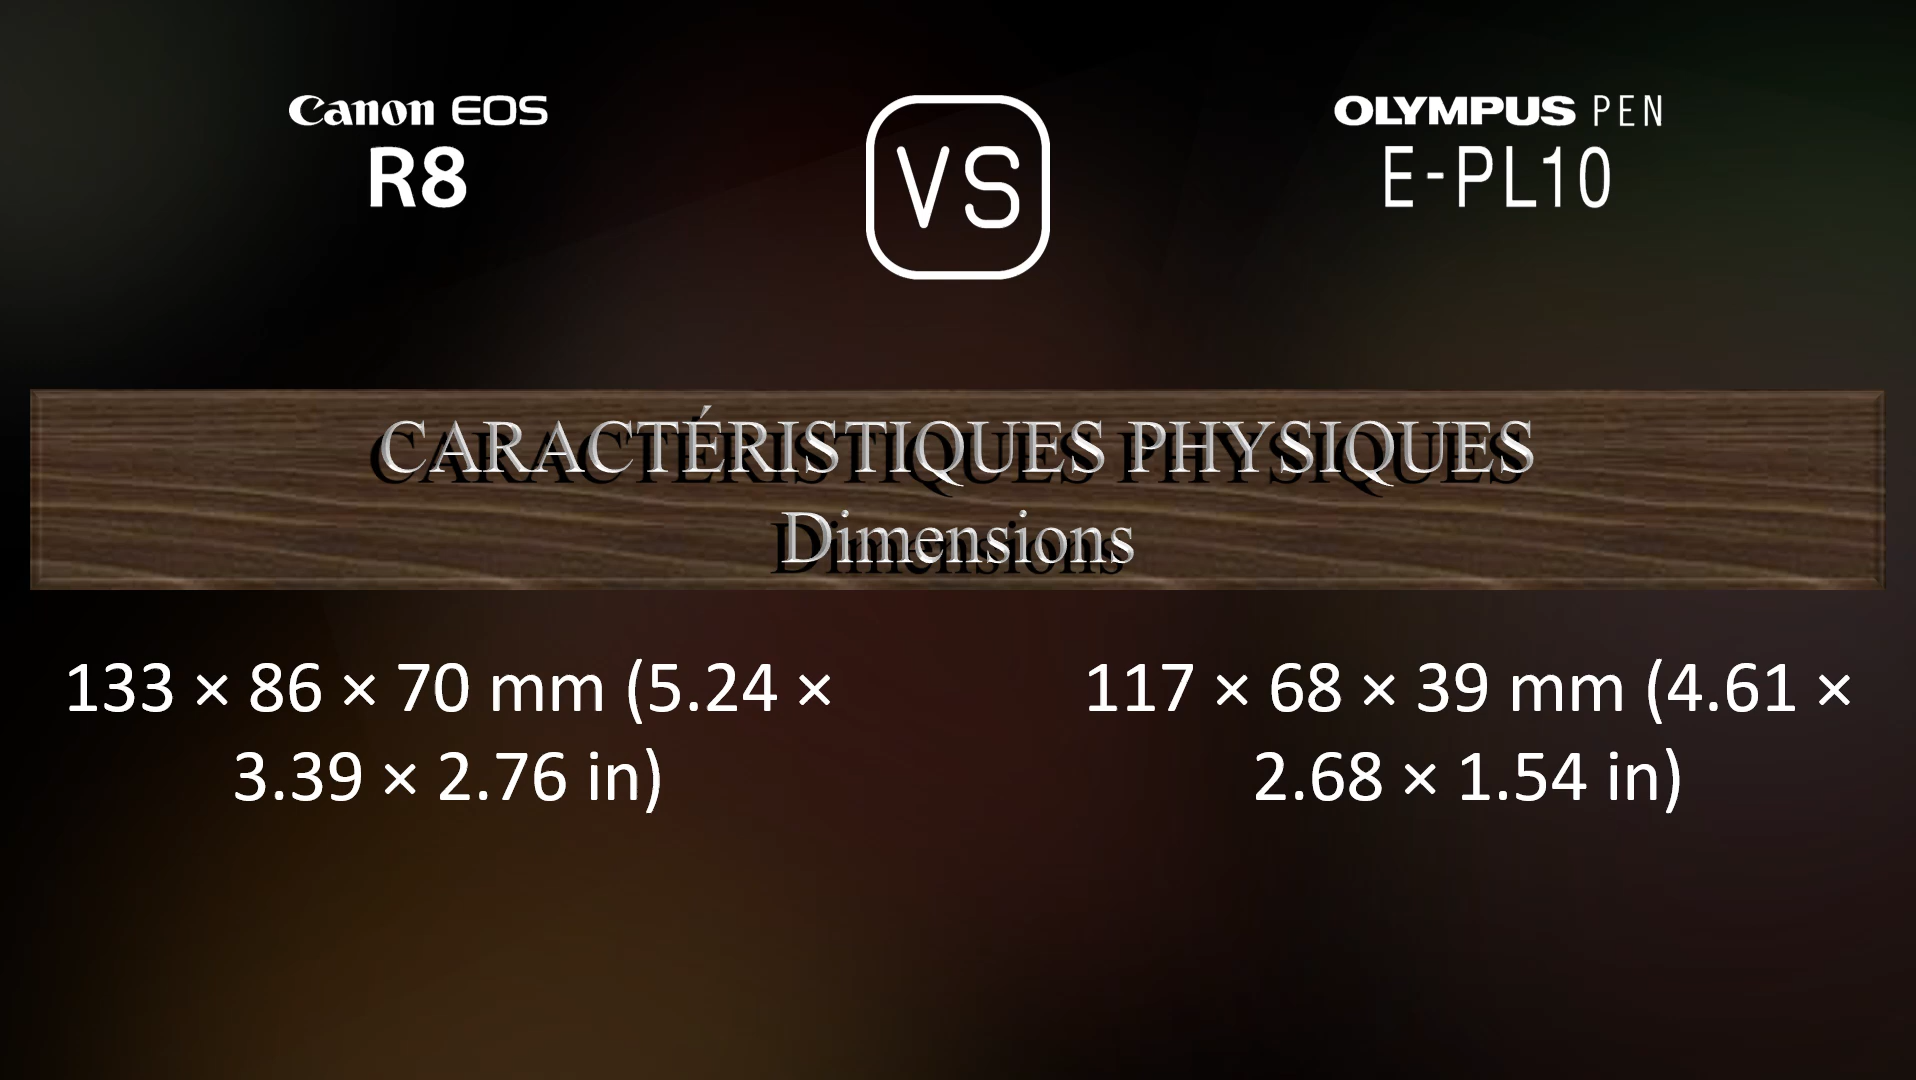 Canon EOS
R8
VS
OLYMPUS PEN
E-PL10
CARACTÉRISTIQUES PHYSIQUES
Dimensions
133 × 86 × 70 mm (5.24 ×
3.39 × 2.76 in)
117 × 68 × 39 mm (4.61 ×
2.68 × 1.54 in)